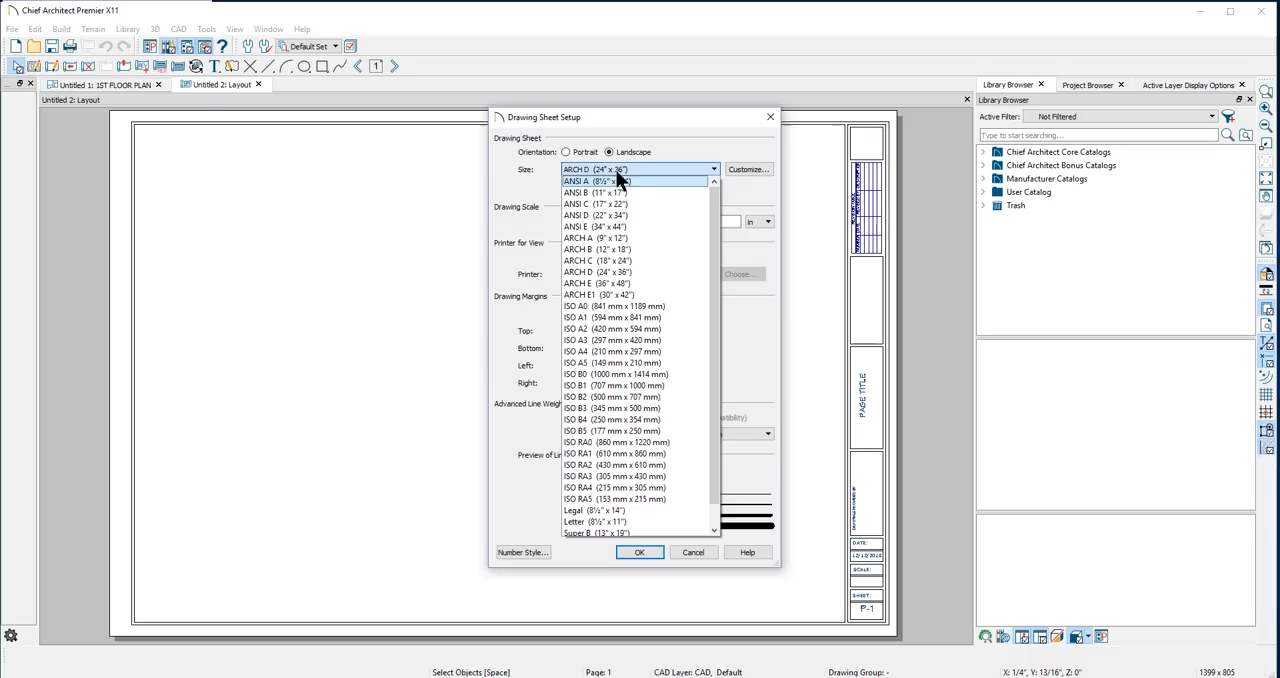 Chief Architect Premier X11
File Edit Build Terrain Library 3D CAD Tools View Window Help
Default Set
1
Untitled 1: 1ST FLOOR PLAN Untitled 2: Layout
Untitled 2: Layout
Library Browser Project Browser Active Layer Display Options
Library Browser
Active Filter: Not Filtered
Type to start searching...
Chief Architect Core Catalogs
Chief Architect Bonus Catalogs
Manufacturer Catalogs
User Catalog
Trash
Drawing Sheet Setup
Drawing Sheet
Orientation: Portrait Landscape
Size: ARCH D (24" x 36") Customize...
ANSI A (8½" x
ANSI B (11" x 17")
ANSI C (17" x 22")
ANSI D (22" x 34")
ANSI E (34" x 44")
ARCH A (9" x 12")
ARCH B (12" x 18")
ARCH C (18" x 24")
ARCH D (24" x 36")
ARCH E (36" x 48")
ARCH E1 (30" x 42")
ISO A0 (841 mm x 1189 mm)
ISO A1 (594 mm x 841 mm)
ISO A2 (420 mm x 594 mm)
ISO A3 (297 mm x 420 mm)
ISO A4 (210 mm x 297 mm)
ISO A5 (149 mm x 210 mm)
ISO B0 (1000 mm x 1414 mm)
ISO B1 (707 mm x 1000 mm)
ISO B2 (500 mm x 707 mm)
ISO B3 (345 mm x 500 mm)
ISO B4 (250 mm x 354 mm)
ISO B5 (177 mm x 250 mm)
ISO RA0 (860 mm x 1220 mm)
ISO RA1 (610 mm x 860 mm)
ISO RA2 (430 mm x 610 mm)
ISO RA3 (305 mm x 430 mm)
ISO RA4 (215 mm x 305 mm)
ISO RA5 (153 mm x 215 mm)
Legal (8½" x 14")
Letter (8½" x 11")
Super B (13" x 19")
Drawing Scale
in
Printer for View
Printer: Choose...
Drawing Margins
Top:
Bottom:
Left:
Right:
Advanced Line Weigh
tibility)
Preview of Lin
Number Style... OK Cancel Help
PAGE TITLE
DATE:
SCALE:
SHEET:
P-1
Select Objects [Space] Page: 1 CAD Layer: CAD, Default Drawing Group: - X: 1/4", Y: 13/16", Z: 0" 1399 x 805